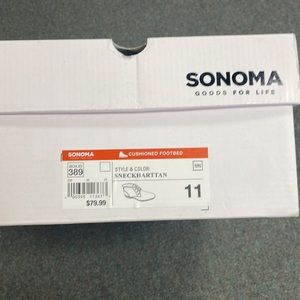 SONOMA
GOODS FOR LIFE
SONOMA
CUSHIONED FOOTBED
389
STYLE & COLOR:
SNECKHARTTAN
11
$79.99